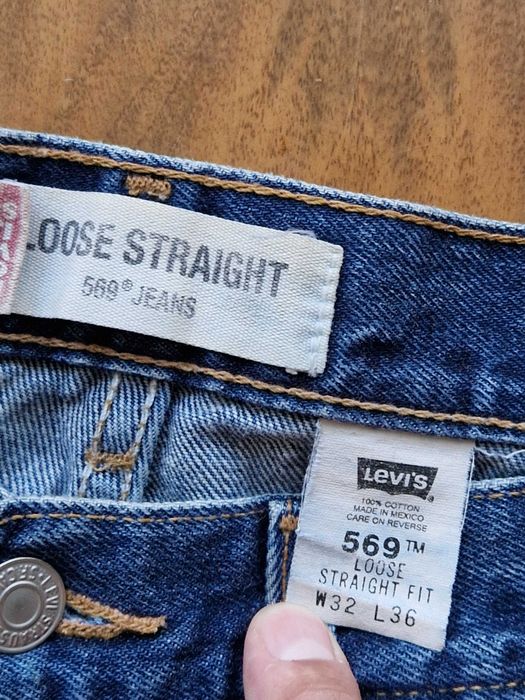 LOOSE STRAIGHT
569® JEANS
LEVI'S
100% COTTON
MADE IN MEXICO
CARE ON REVERSE
569™
LOOSE
STRAIGHT FIT
W32 L36